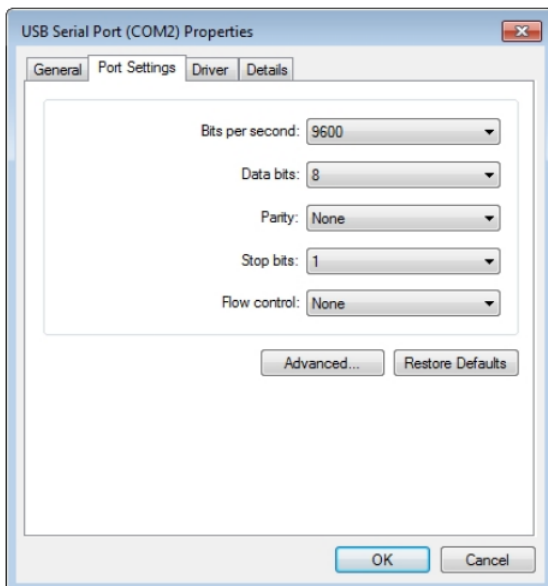 USB Serial Port (COM2) Properties
General Port Settings Driver Details
Bits per second: 9600
Data bits: 8
Parity: None
Stop bits: 1
Flow control: None
Advanced... Restore Defaults
OK Cancel